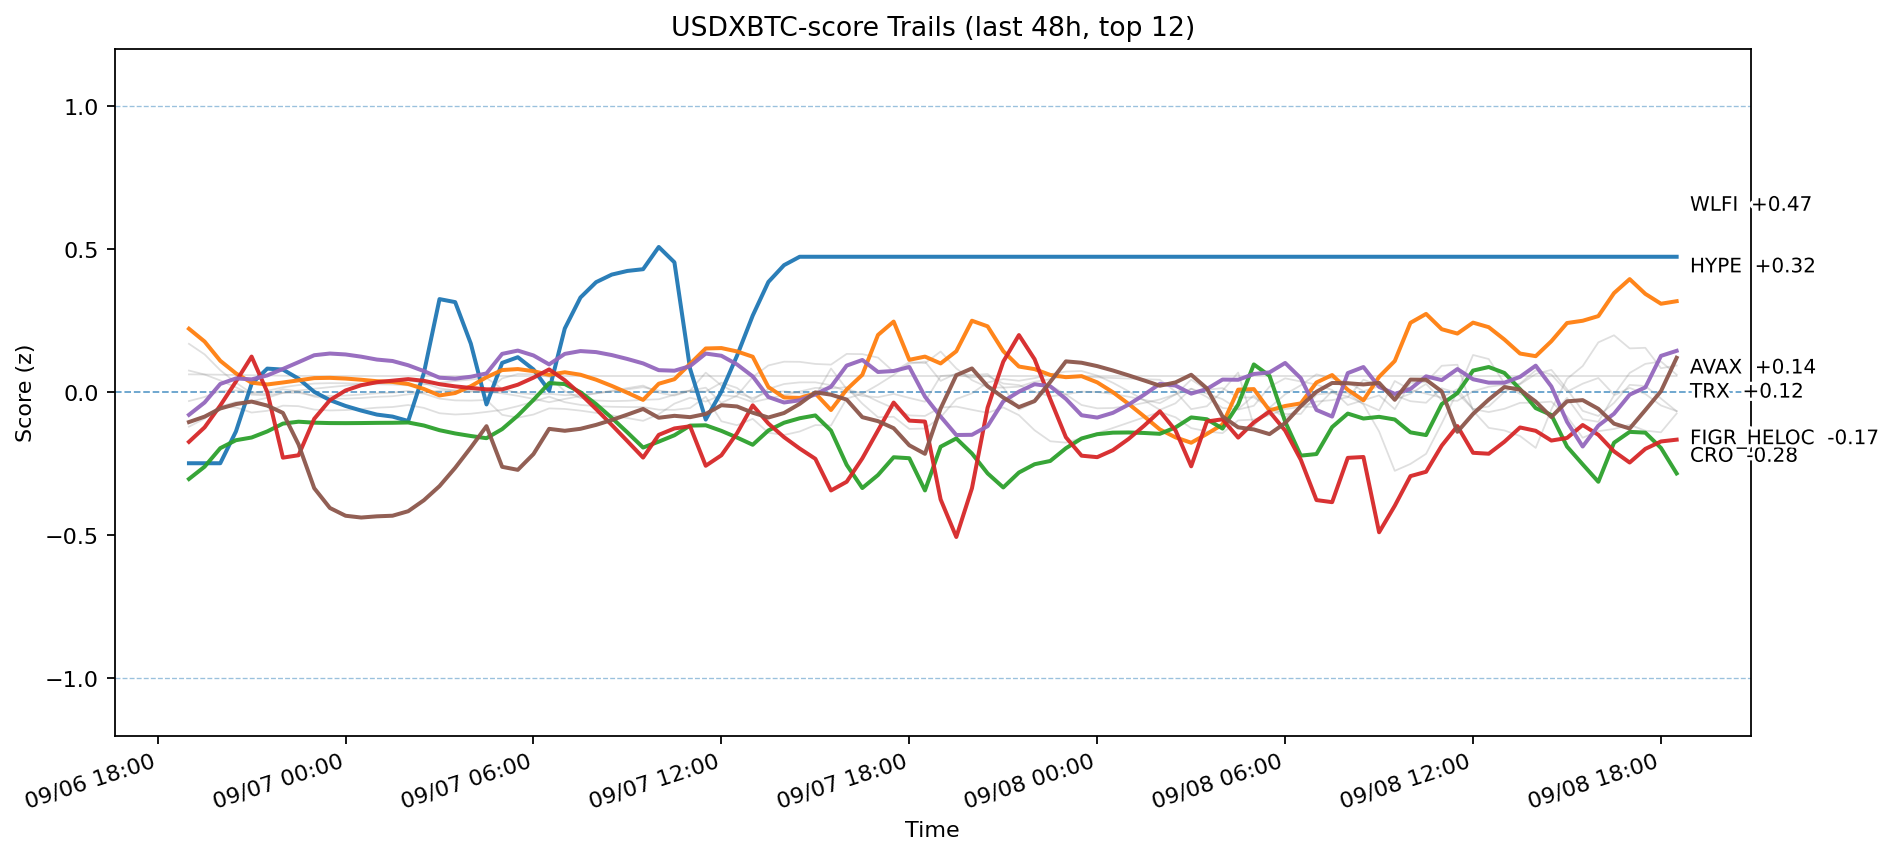 USDXBTC-score Trails (last 48h, top 12)
Score (z)
1.0
0.5
0.0
−0.5
−1.0
WLFI +0.47
HYPE +0.32
AVAX +0.14
TRX +0.12
FIGR_HELOC -0.17
CRO -0.28
09/06 18:00
09/07 00:00
09/07 06:00
09/07 12:00
09/07 18:00
09/08 00:00
09/08 06:00
09/08 12:00
09/08 18:00
Time